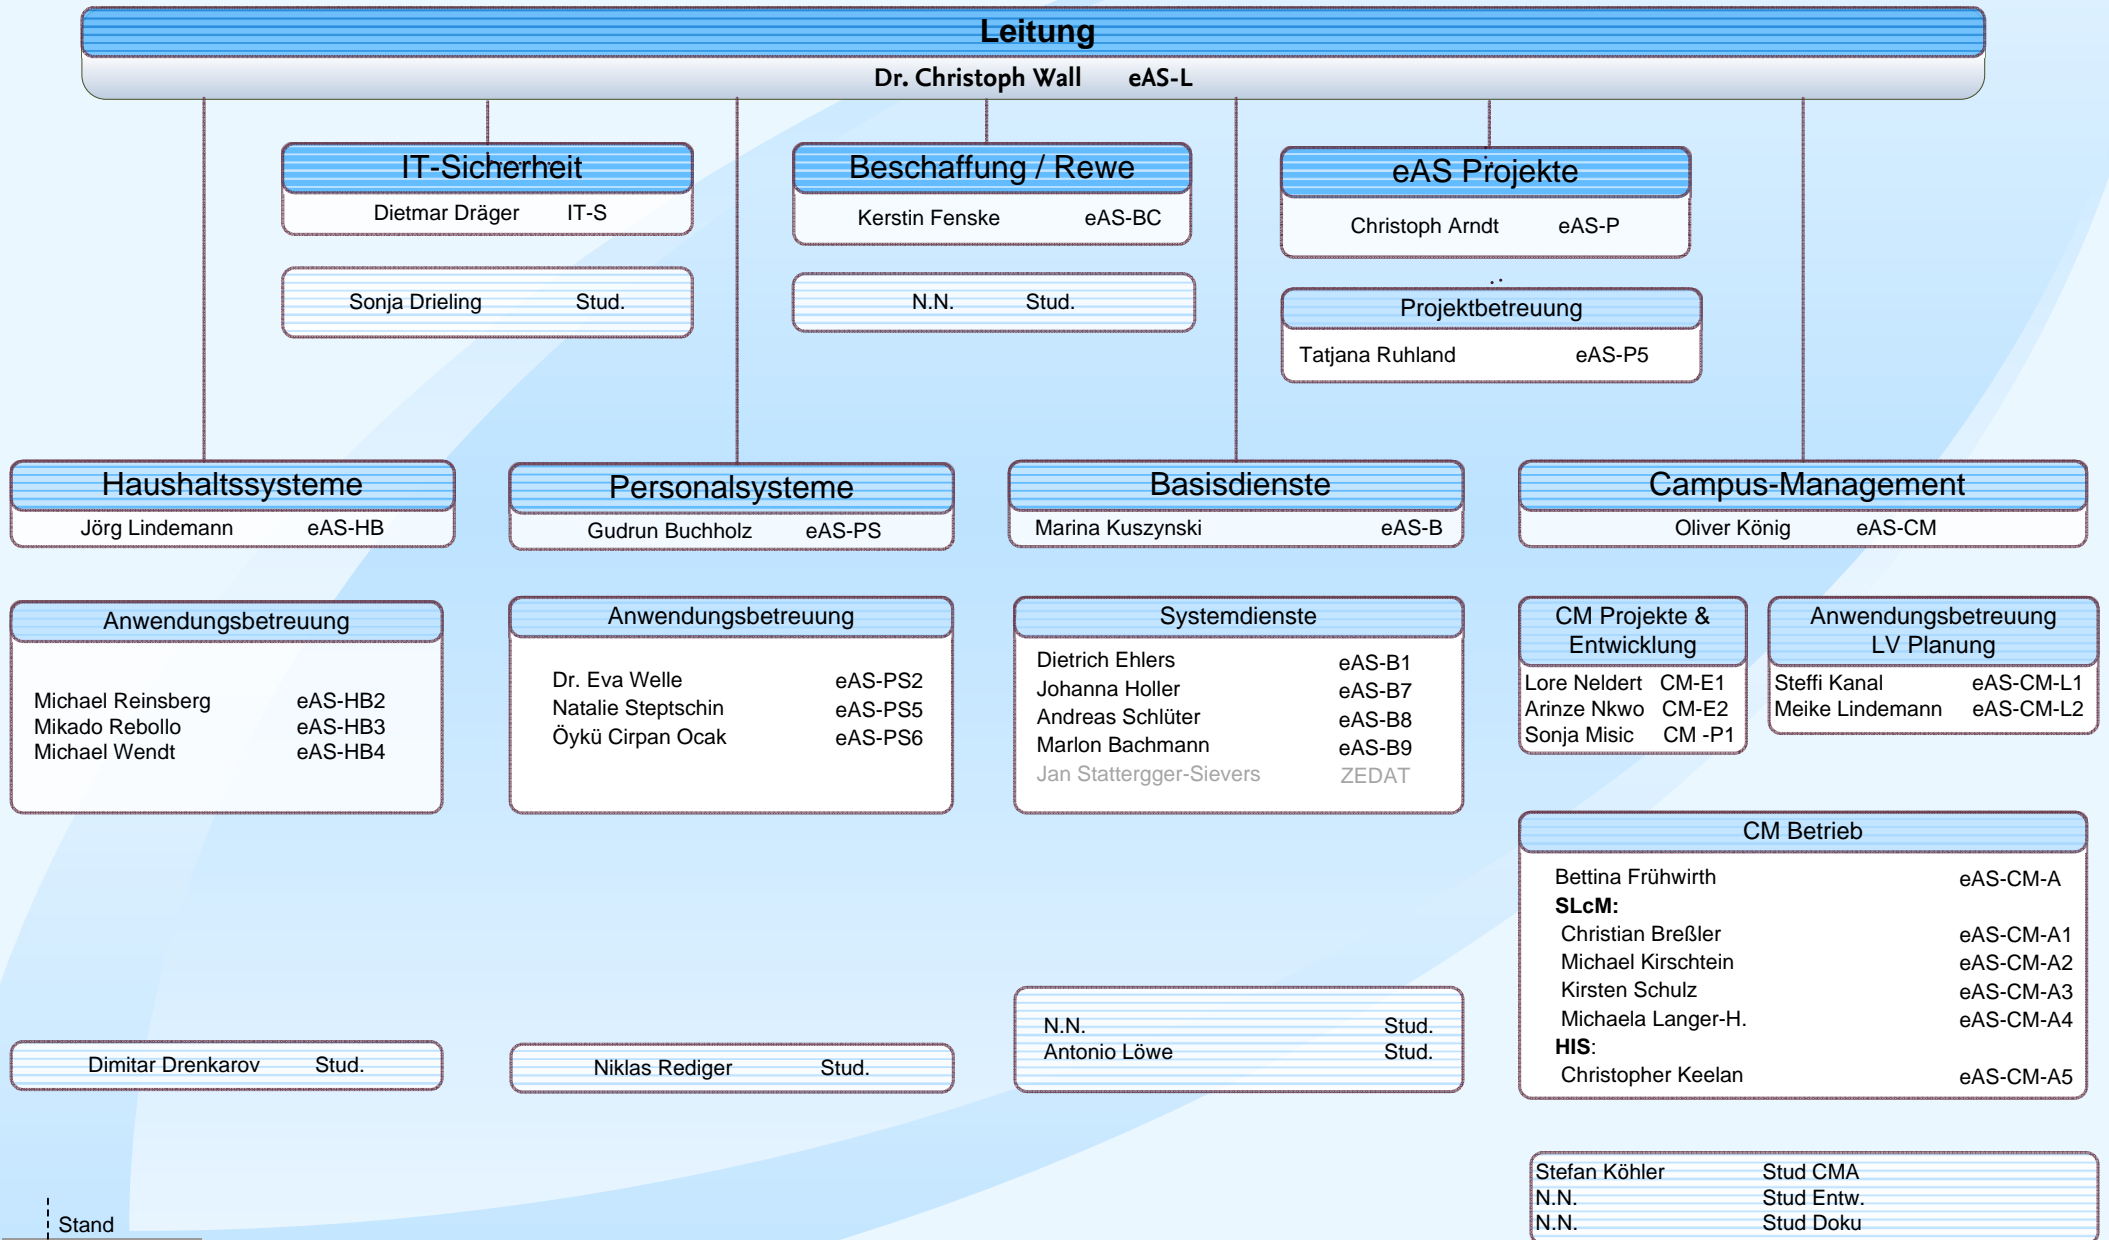 Leitung
Dr. Christoph Wall eAS-L
IT-Sicherheit
Dietmar Dräger IT-S
Sonja Drieling Stud.
Beschaffung / Rewe
Kerstin Fenske eAS-BC
N.N. Stud.
eAS Projekte
Christoph Arndt eAS-P
Projektbetreuung
Tatjana Ruhland eAS-P5
Haushaltssysteme
Jörg Lindemann eAS-HB
Anwendungsbetreuung
Michael Reinsberg eAS-HB2
Mikado Rebollo eAS-HB3
Michael Wendt eAS-HB4
Dimitar Drenkarov Stud.
Personalsysteme
Gudrun Buchholz eAS-PS
Anwendungsbetreuung
Dr. Eva Welle eAS-PS2
Natalie Steptschin eAS-PS5
Öykü Cirpan Ocak eAS-PS6
Niklas Rediger Stud.
Basisdienste
Marina Kuszynski eAS-B
Systemdienste
Dietrich Ehlers eAS-B1
Johanna Holler eAS-B7
Andreas Schlüter eAS-B8
Marlon Bachmann eAS-B9
Jan Stattergger-Sievers ZEDAT
N.N. Stud.
Antonio Löwe Stud.
Campus-Management
Oliver König eAS-CM
CM Projekte &
Entwicklung
Lore Neldert CM-E1
Arinze Nkwo CM-E2
Sonja Misic CM -P1
Anwendungsbetreuung
LV Planung
Steffi Kanal eAS-CM-L1
Meike Lindemann eAS-CM-L2
CM Betrieb
Bettina Frühwirth eAS-CM-A
SLcM:
Christian Breßler eAS-CM-A1
Michael Kirschtein eAS-CM-A2
Kirsten Schulz eAS-CM-A3
Michaela Langer-H. eAS-CM-A4
HIS:
Christopher Keelan eAS-CM-A5
Stefan Köhler Stud CMA
N.N. Stud Entw.
N.N. Stud Doku
Stand